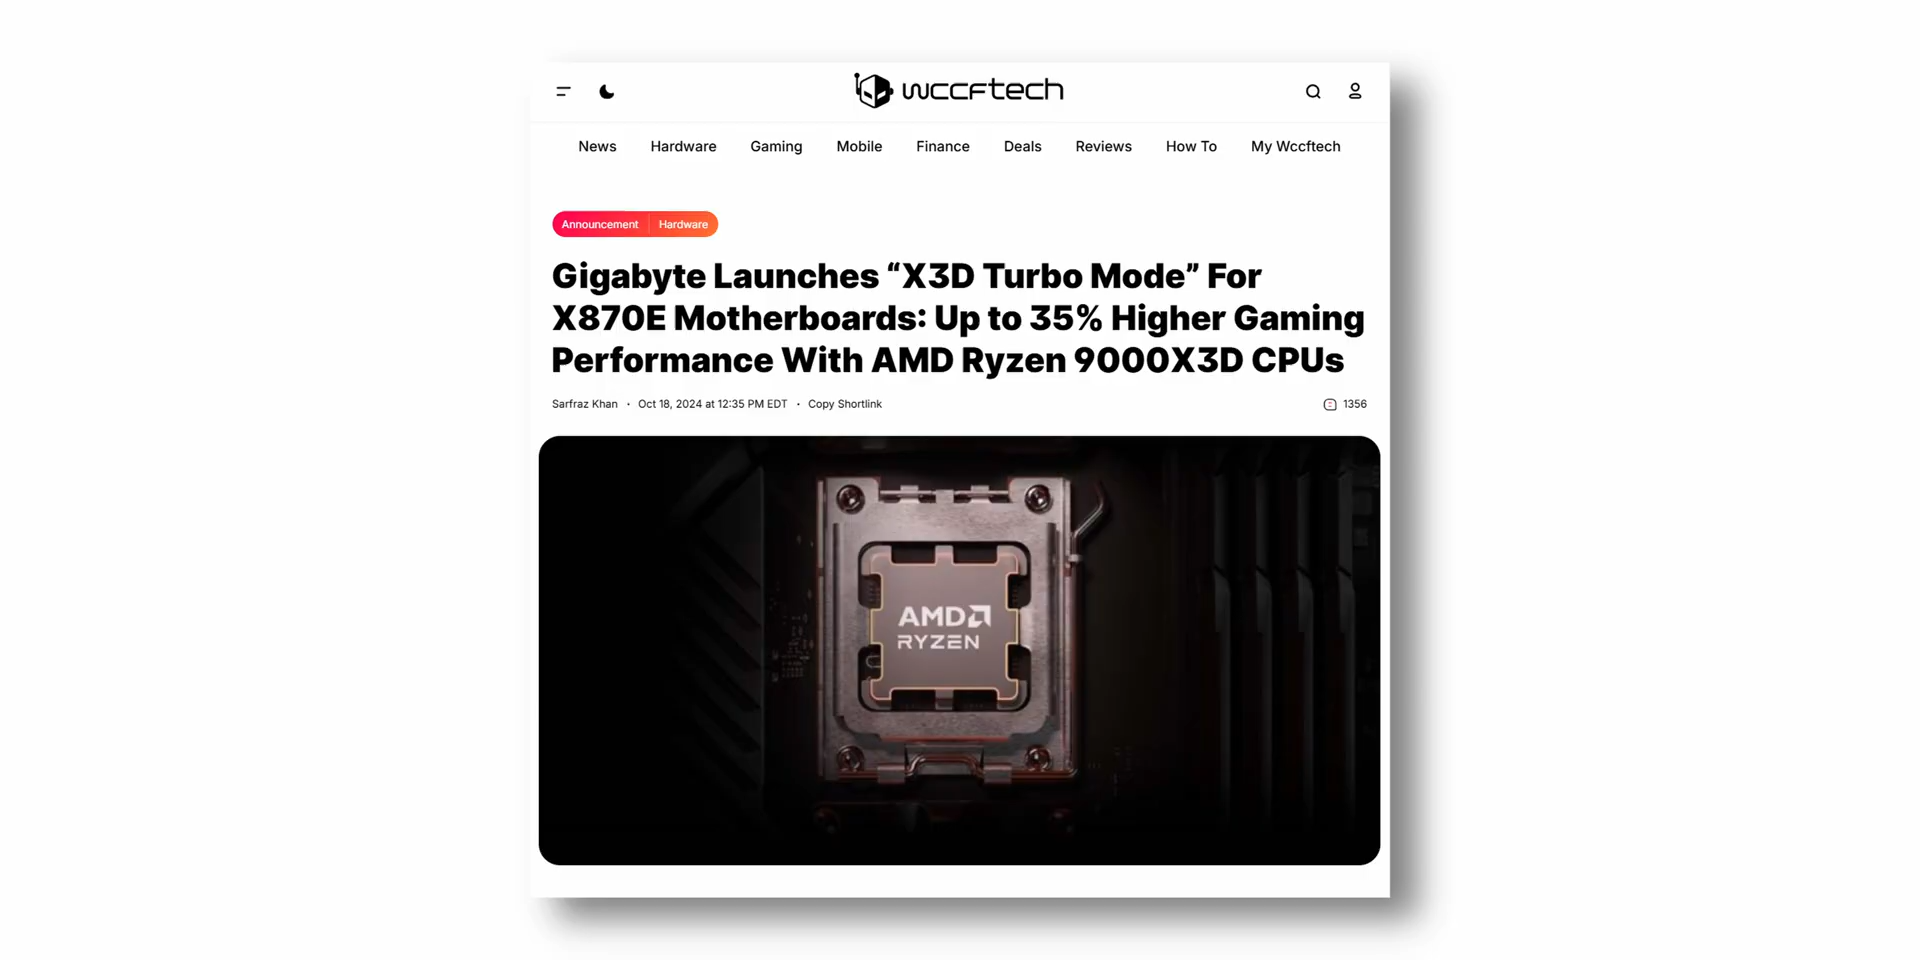 wccftech
News Hardware Gaming Mobile Finance Deals Reviews How To My Wccftech
Announcement Hardware
Gigabyte Launches “X3D Turbo Mode” For
X870E Motherboards: Up to 35% Higher Gaming
Performance With AMD Ryzen 9000X3D CPUs
Sarfraz Khan • Oct 18, 2024 at 12:35 PM EDT • Copy Shortlink 1356
AMD
RYZEN